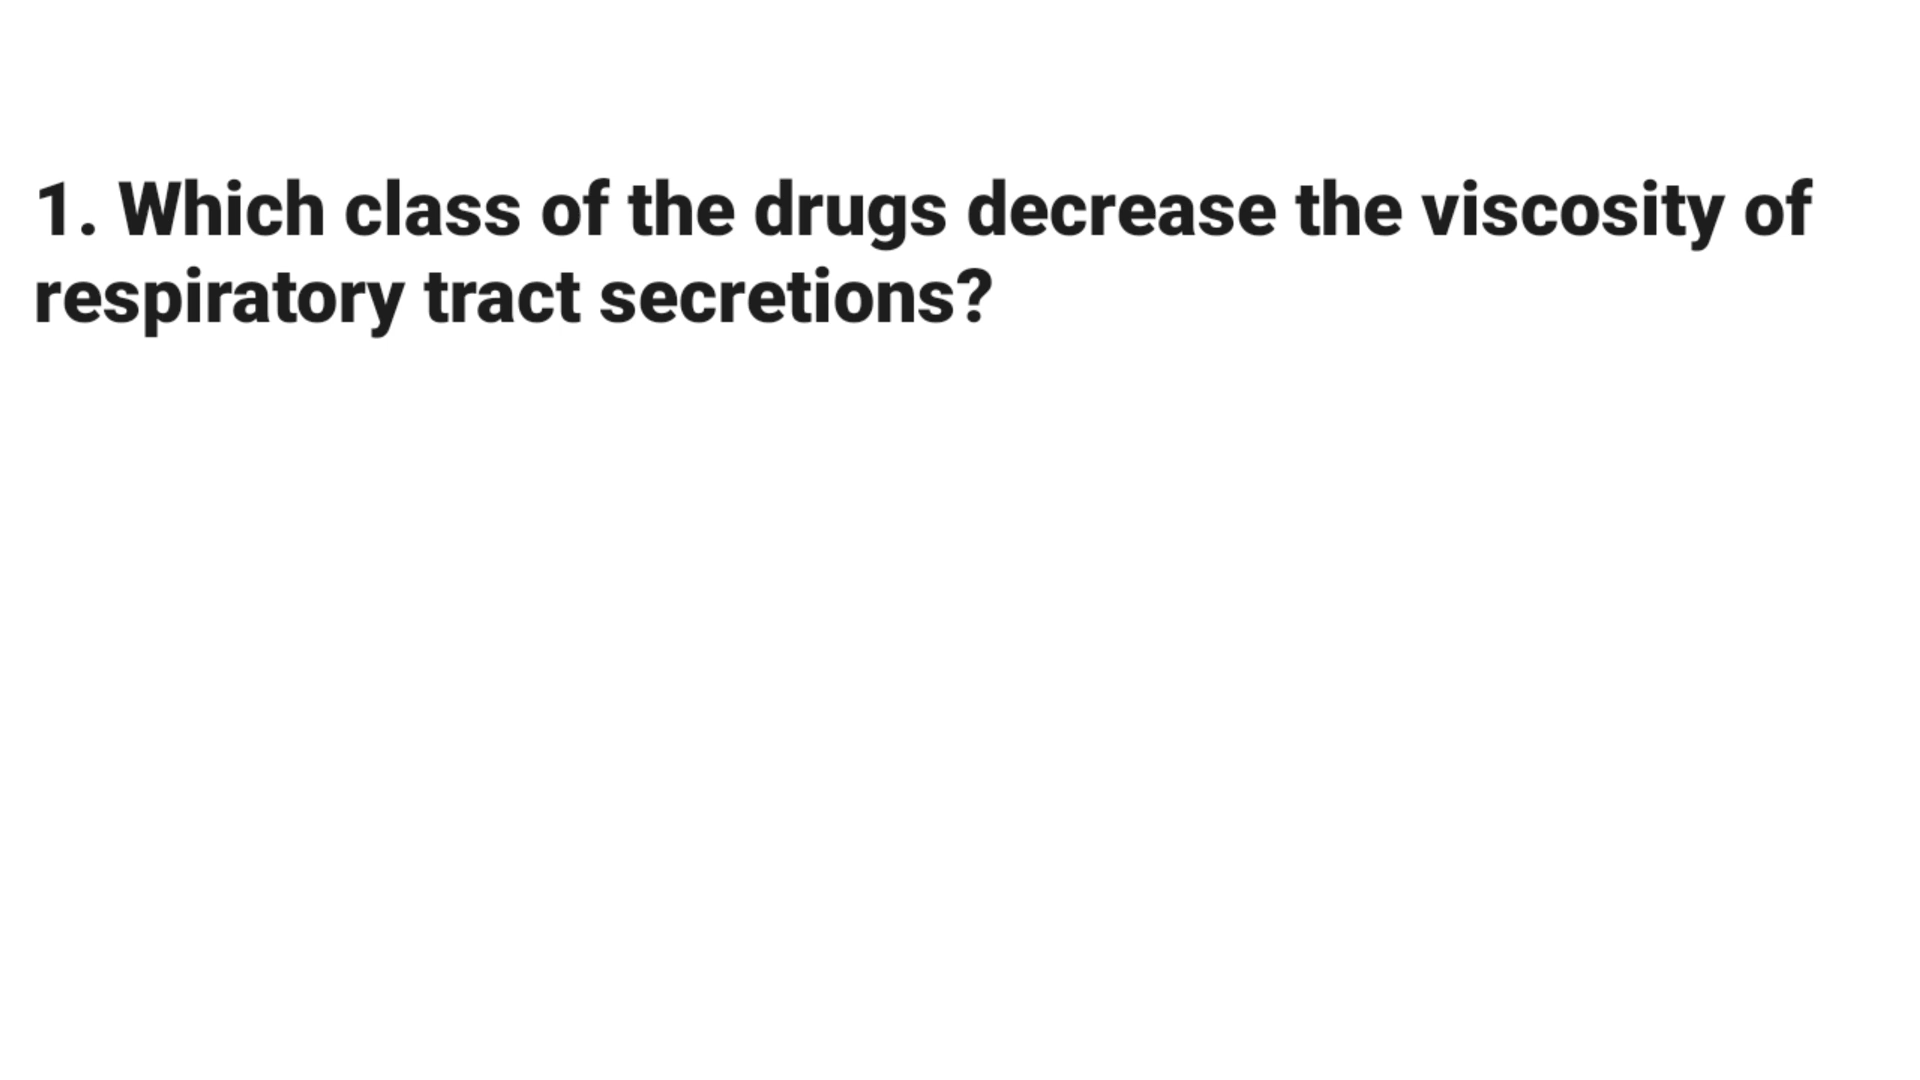 1. Which class of the drugs decrease the viscosity of
respiratory tract secretions?